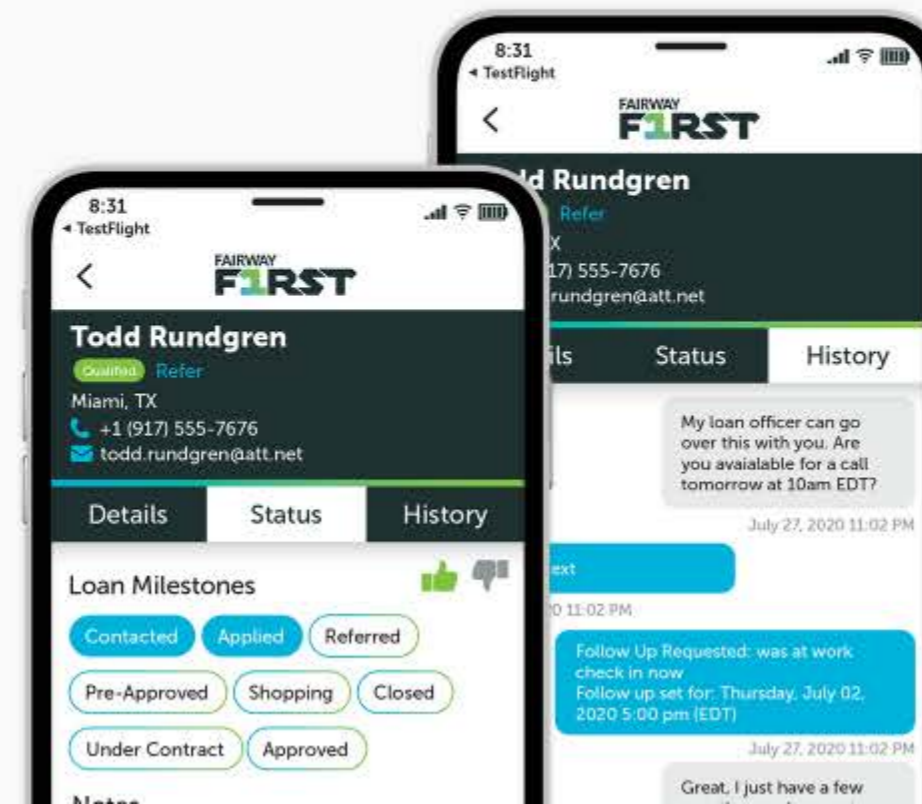 8:31
TestFlight
FAIRWAY
F1RST
Todd Rundgren
Qualified Refer
Miami, TX
+1 (917) 555-7676
todd.rundgren@att.net
Details Status History
Loan Milestones
Contacted Applied Referred
Pre-Approved Shopping Closed
Under Contract Approved
Notes
8:31
TestFlight
FAIRWAY
F1RST
dd Rundgren
Refer
X
17) 555-7676
rundgren@att.net
ils Status History
My loan officer can go
over this with you. Are
you avaialable for a call
tomorrow at 10am EDT?
July 27, 2020 11:02 PM
ext
0 11:02 PM
Follow Up Requested: was at work
check in now
Follow up set for: Thursday, July 02,
2020 5:00 pm (EDT)
July 27, 2020 11:02 PM
Great, I just have a few